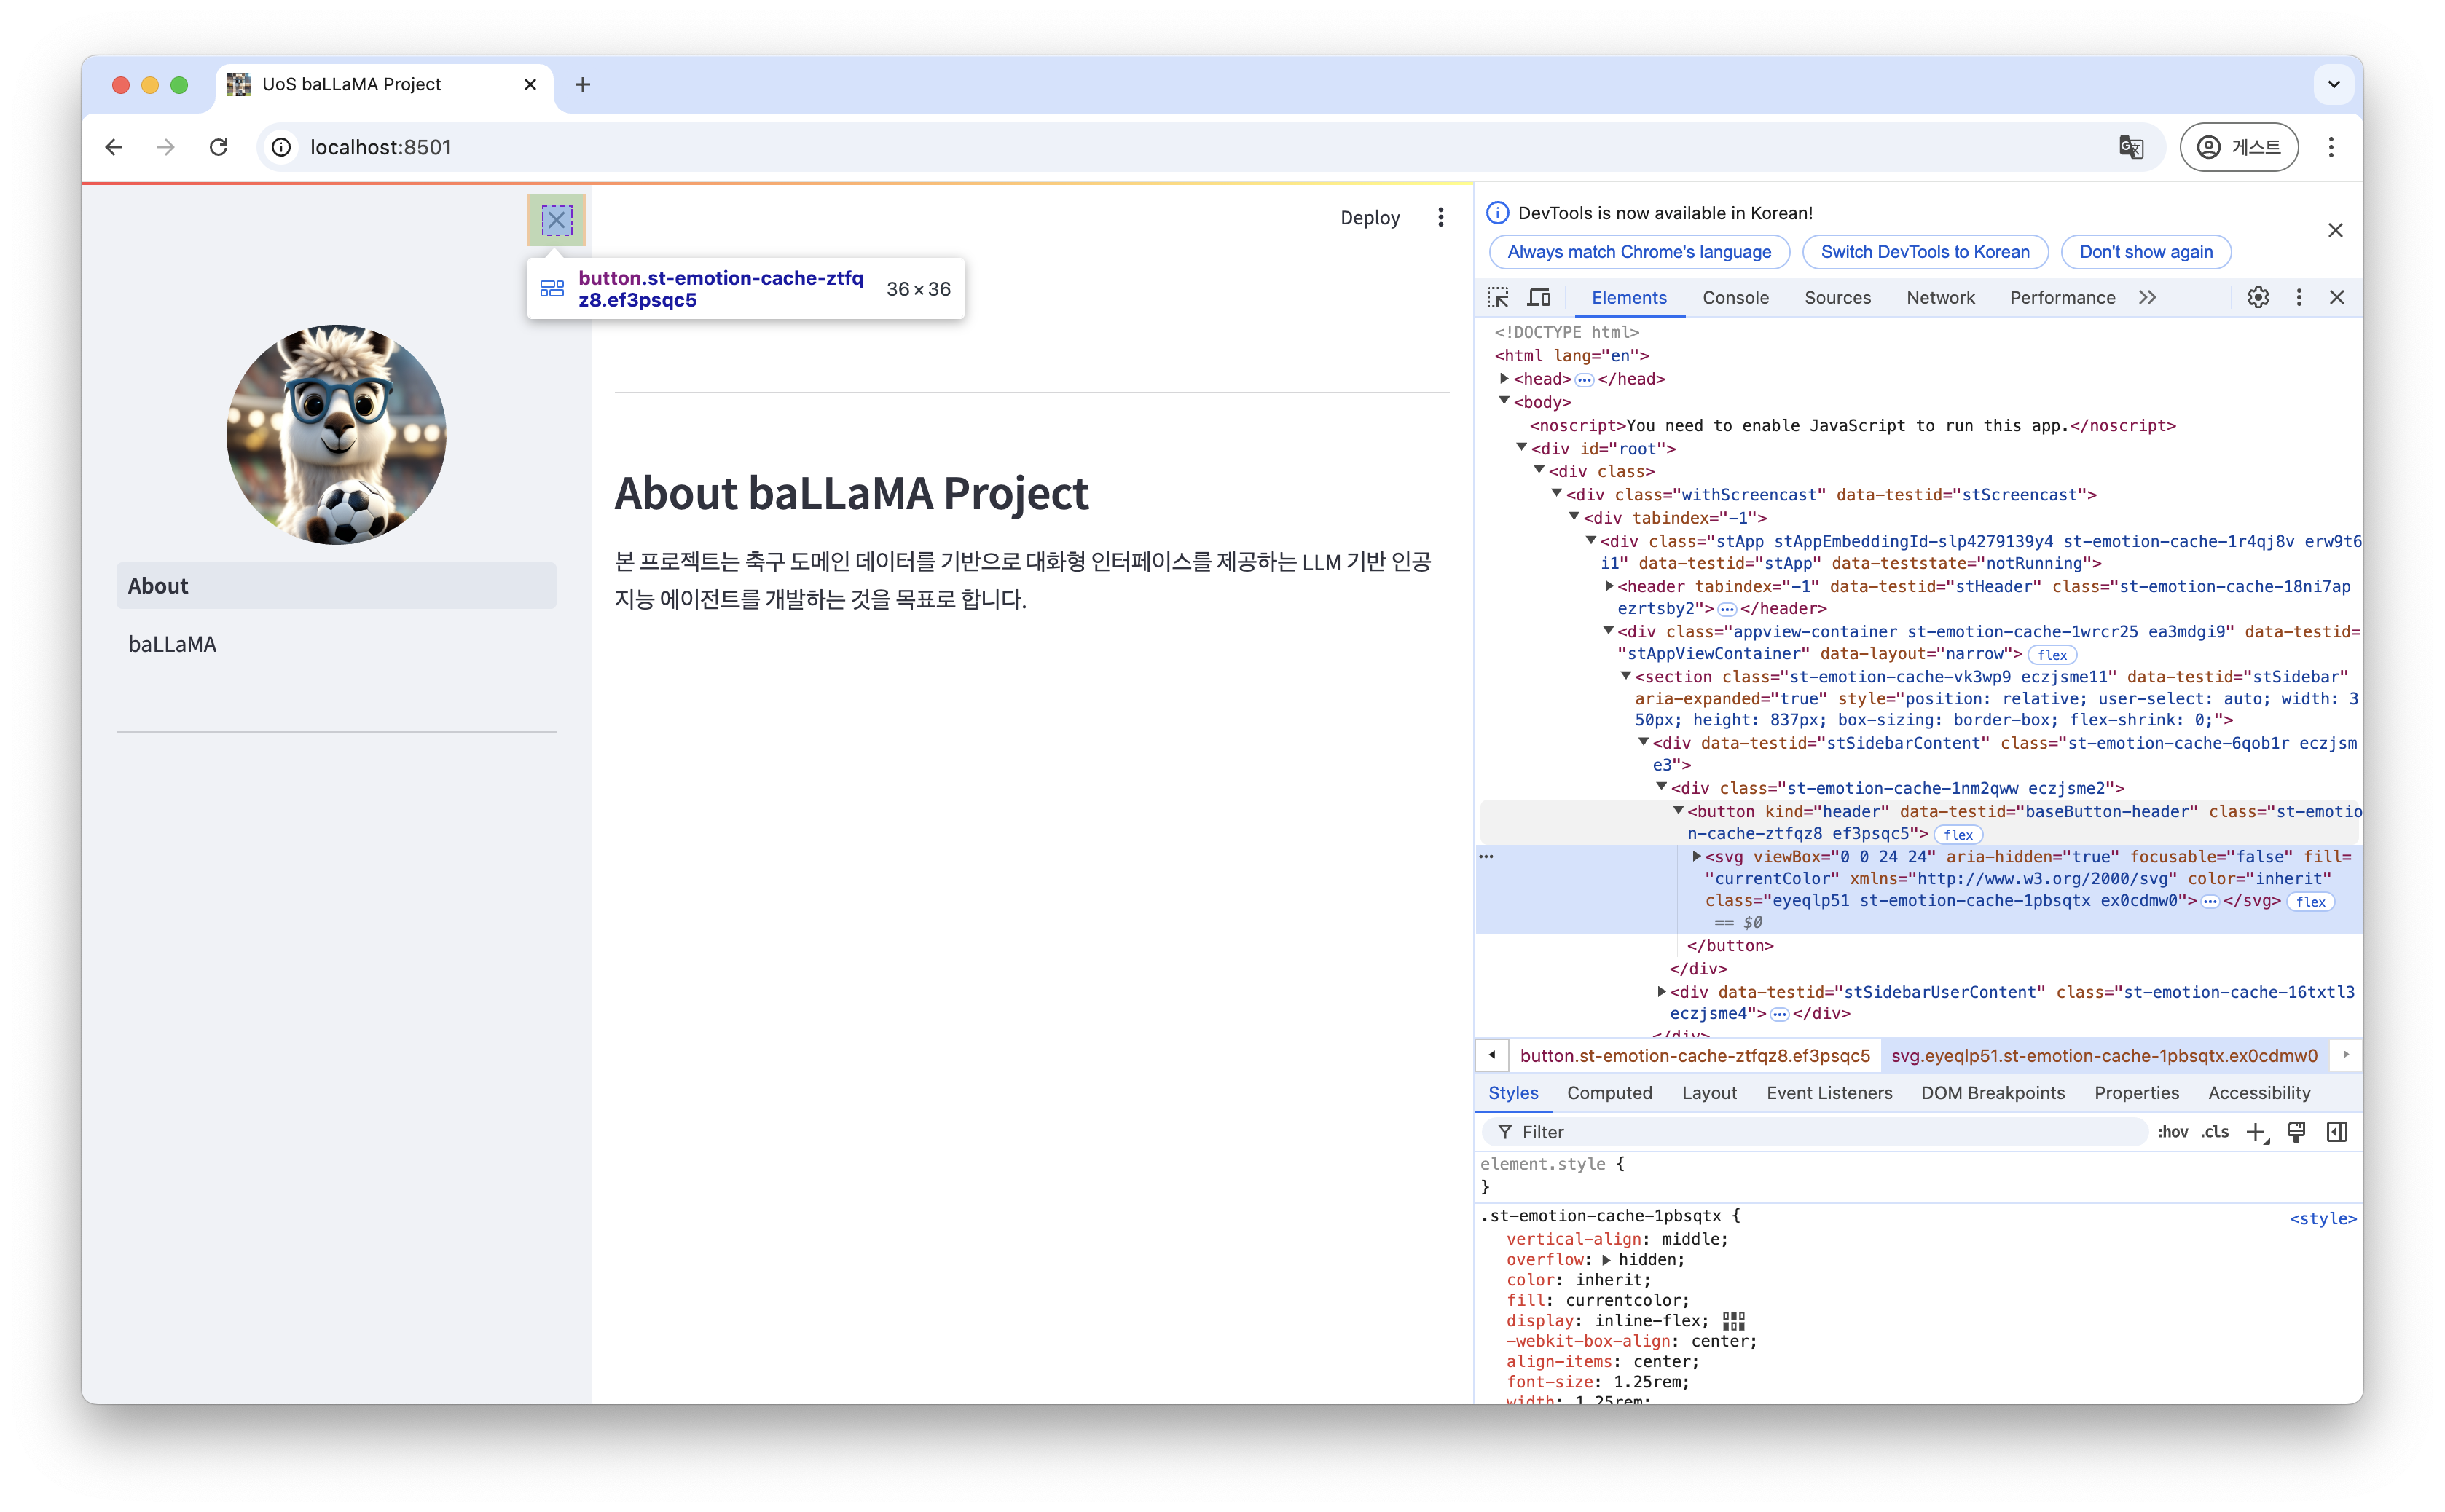 UoS baLLaMA Project
localhost:8501
게스트
Deploy
button.st-emotion-cache-ztfq
z8.ef3psqc5
36 × 36
About
baLLaMA
About baLLaMA Project
본 프로젝트는 축구 도메인 데이터를 기반으로 대화형 인터페이스를 제공하는 LLM 기반 인공
지능 에이전트를 개발하는 것을 목표로 합니다.
DevTools is now available in Korean!
Always match Chrome's language
Switch DevTools to Korean
Don't show again
Elements
Console
Sources
Network
Performance
<!DOCTYPE html>
<html lang="en">
<head>…</head>
<body>
<noscript>You need to enable JavaScript to run this app.</noscript>
<div id="root">
<div class>
<div class="withScreencast" data-testid="stScreencast">
<div tabindex="-1">
<div class="stApp stAppEmbeddingId-slp4279139y4 st-emotion-cache-1r4qj8v erw9t6
i1" data-testid="stApp" data-teststate="notRunning">
<header tabindex="-1" data-testid="stHeader" class="st-emotion-cache-18ni7ap
ezrtsby2">…</header>
<div class="appview-container st-emotion-cache-1wrcr25 ea3mdgi9" data-testid=
"stAppViewContainer" data-layout="narrow"> flex
<section class="st-emotion-cache-vk3wp9 eczjsme11" data-testid="stSidebar"
aria-expanded="true" style="position: relative; user-select: auto; width: 3
50px; height: 837px; box-sizing: border-box; flex-shrink: 0;">
<div data-testid="stSidebarContent" class="st-emotion-cache-6qob1r eczjsm
e3">
<div class="st-emotion-cache-1nm2qww eczjsme2">
<button kind="header" data-testid="baseButton-header" class="st-emotio
n-cache-ztfqz8 ef3psqc5"> flex
<svg viewBox="0 0 24 24" aria-hidden="true" focusable="false" fill=
"currentColor" xmlns="http://www.w3.org/2000/svg" color="inherit"
class="eyeqlp51 st-emotion-cache-1pbsqtx ex0cdmw0">…</svg> flex
== $0
</button>
</div>
<div data-testid="stSidebarUserContent" class="st-emotion-cache-16txtl3
eczjsme4">…</div>
</div>
button.st-emotion-cache-ztfqz8.ef3psqc5
svg.eyeqlp51.st-emotion-cache-1pbsqtx.ex0cdmw0
Styles
Computed
Layout
Event Listeners
DOM Breakpoints
Properties
Accessibility
Filter
:hov
.cls
element.style {
}
.st-emotion-cache-1pbsqtx {
<style>
vertical-align: middle;
overflow: hidden;
color: inherit;
fill: currentcolor;
display: inline-flex;
-webkit-box-align: center;
align-items: center;
font-size: 1.25rem;
width: 1.25rem;